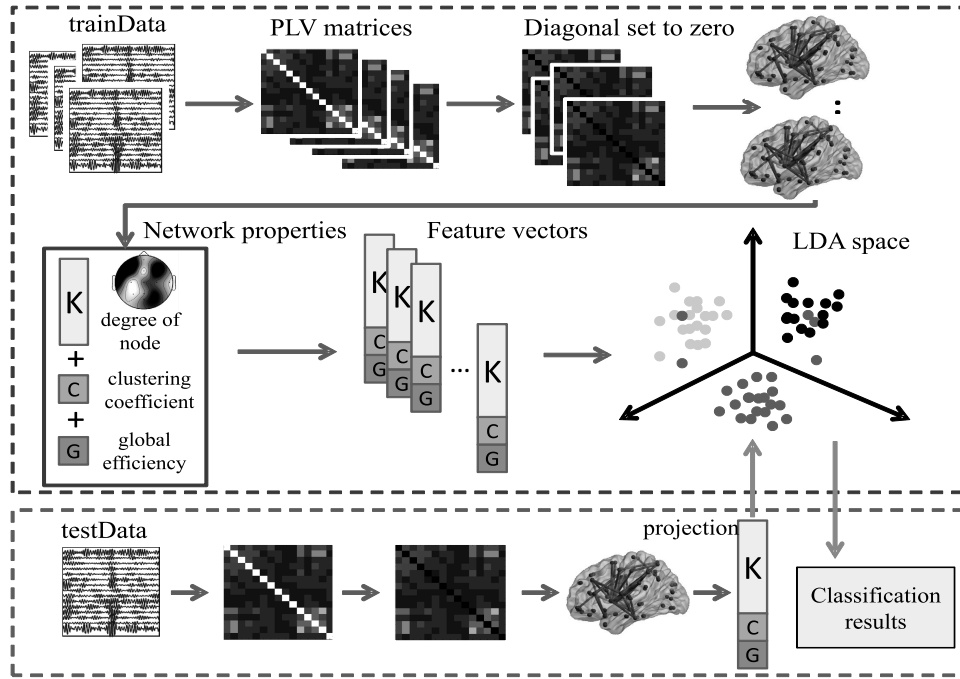 trainData
PLV matrices
Diagonal set to zero
Network properties
Feature vectors
LDA space
K
degree of
node
+
C
clustering
coefficient
+
G
global
efficiency
K
C
G
K
C
G
K
C
G
...
K
C
G
testData
projection
K
C
G
Classification
results